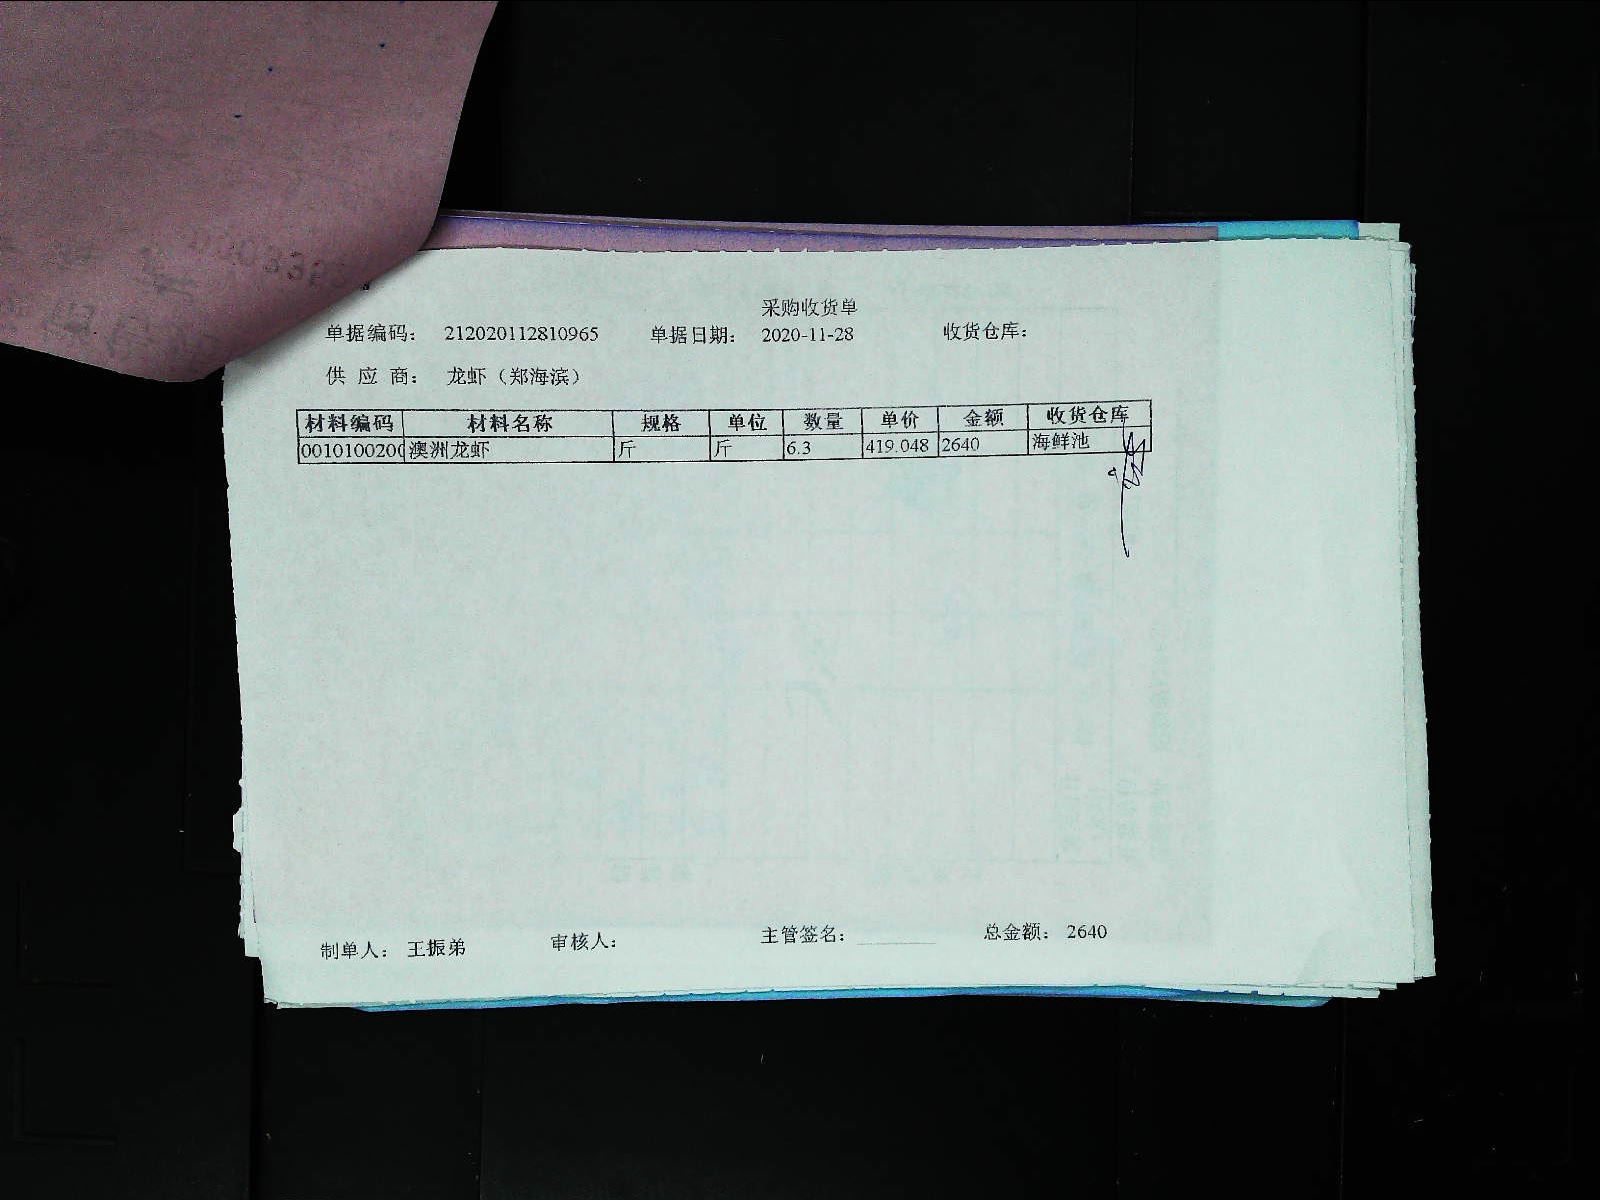 采购收货单
单据编码： 212020112810965 单据日期： 2020-11-28 收货仓库：
供 应 商： 龙虾（郑海滨）
材料编码 材料名称 规格 单位 数量 单价 金额 收货仓库
0010100200 澳洲龙虾 斤 斤 6.3 419.048 2640 海鲜池
制单人： 王振弟 审核人： 主管签名： 总金额： 2640